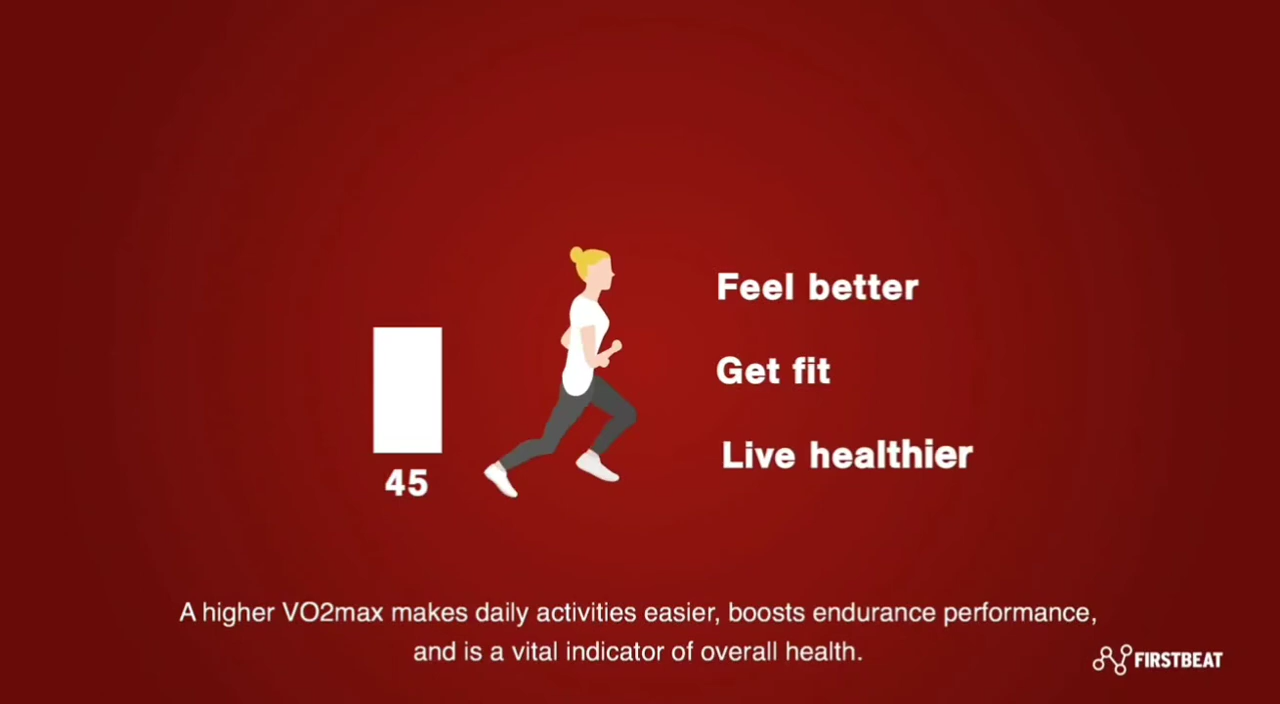 Feel better
Get fit
Live healthier
45
A higher VO2max makes daily activities easier, boosts endurance performance,
and is a vital indicator of overall health.
FIRSTBEAT